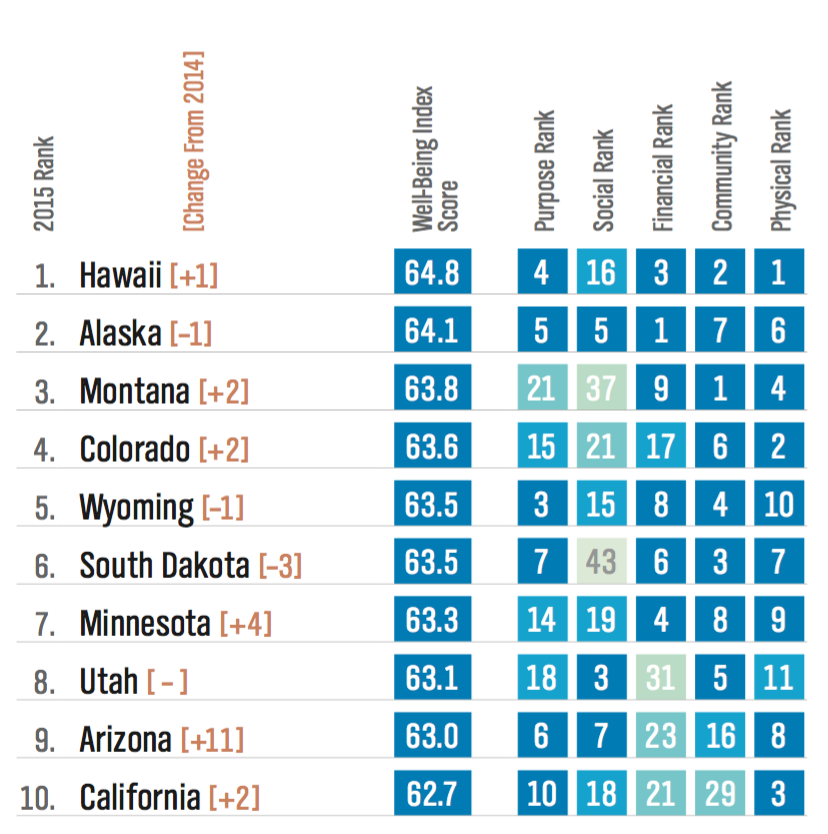 2015 Rank [Change From 2014] Well-Being Index Score Purpose Rank Social Rank Financial Rank Community Rank Physical Rank
1. Hawaii [+1] 64.8 4 16 3 2 1
2. Alaska [–1] 64.1 5 5 1 7 6
3. Montana [+2] 63.8 21 37 9 1 4
4. Colorado [+2] 63.6 15 21 17 6 2
5. Wyoming [–1] 63.5 3 15 8 4 10
6. South Dakota [–3] 63.5 7 43 6 3 7
7. Minnesota [+4] 63.3 14 19 4 8 9
8. Utah [ – ] 63.1 18 3 31 5 11
9. Arizona [+11] 63.0 6 7 23 16 8
10. California [+2] 62.7 10 18 21 29 3